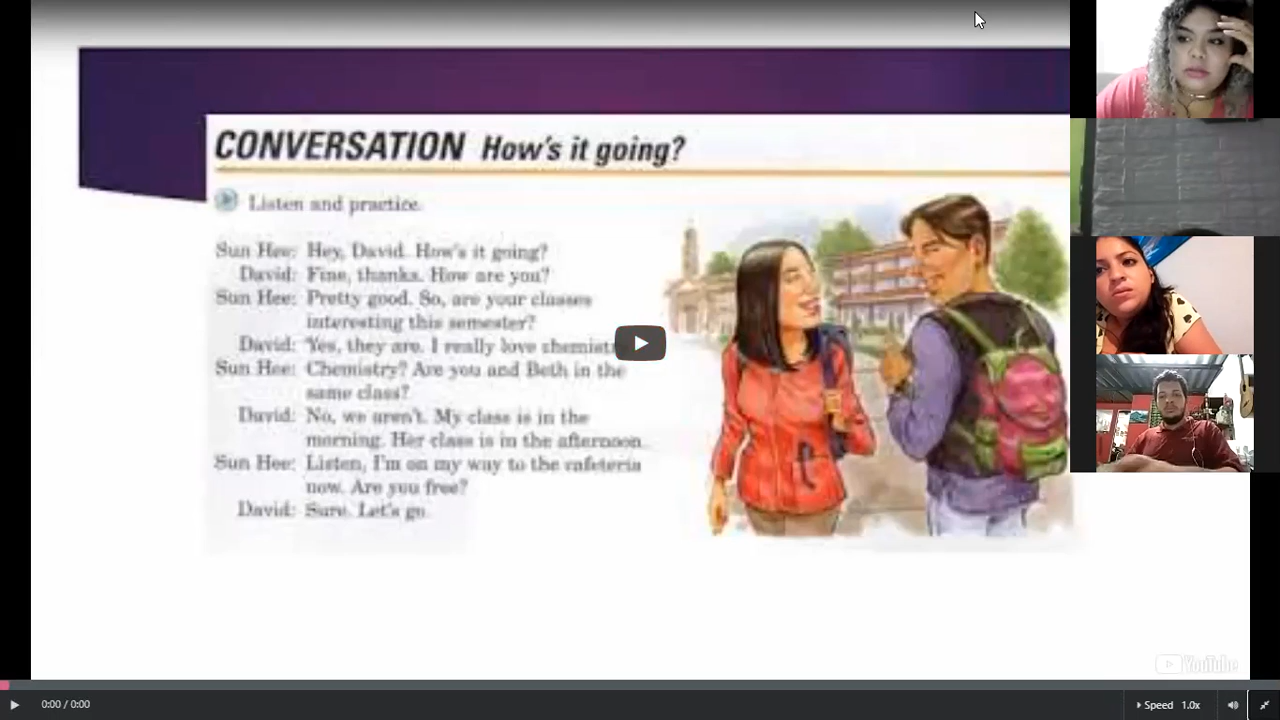 CONVERSATION How's it going?
Listen and practice.
Sun Hee: Hey, David. How's it going?
David: Fine, thanks. How are you?
Sun Hee: Pretty good. So, are your classes
interesting this semester?
David: Yes, they are. I really love
Sun Hee: Chemistry? Are you and Beth in the
same class?
David: No, we aren't. My class is in the
morning. Her class is in the afternoon.
Sun Hee: Listen, I'm on my way to the cafeteria
now. Are you free?
David: Sure. Let's go.
YouTube
0:00 / 0:00
Speed 1.0x